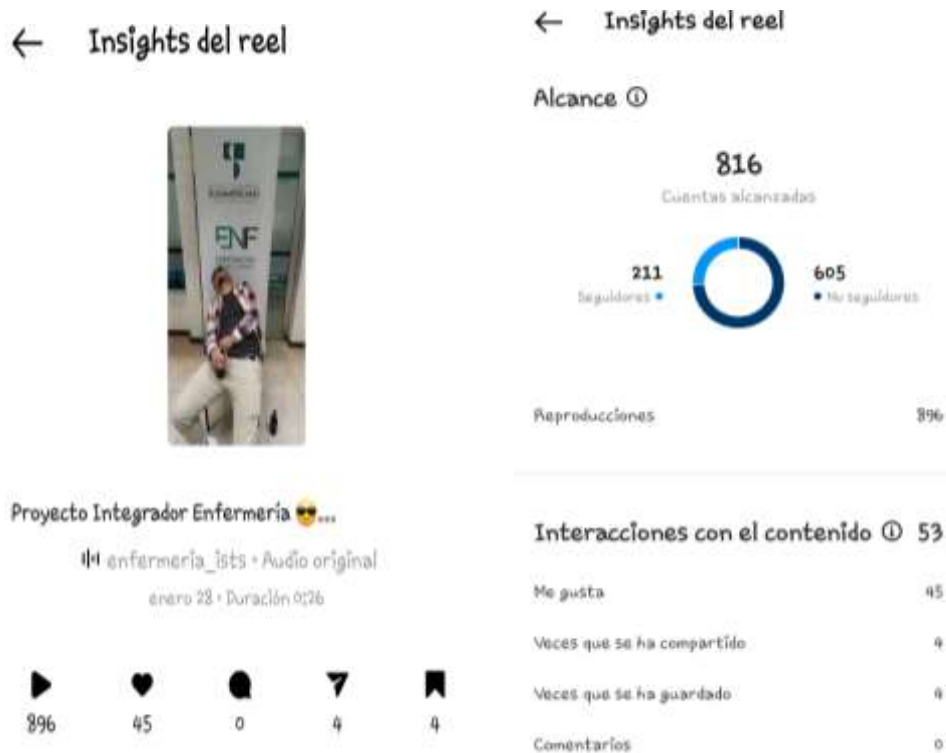 ← Insights del reel
ENF
Proyecto Integrador Enfermería 😎...
enfermeria_ists • Audio original
enero 28 • Duración 0:26
896 45 0 4 4
← Insights del reel
Alcance
816
Cuentas alcanzadas
211
Seguidores
605
No seguidores
Reproducciones 896
Interacciones con el contenido 53
Me gusta 45
Veces que se ha compartido 4
Veces que se ha guardado 4
Comentarios 0